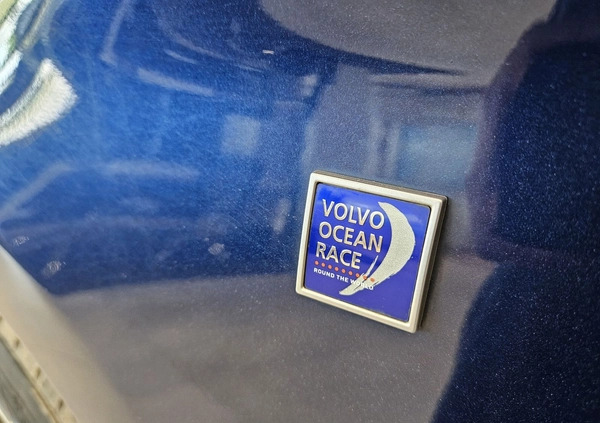 VOLVO
OCEAN
RACE
ROUND THE WORLD